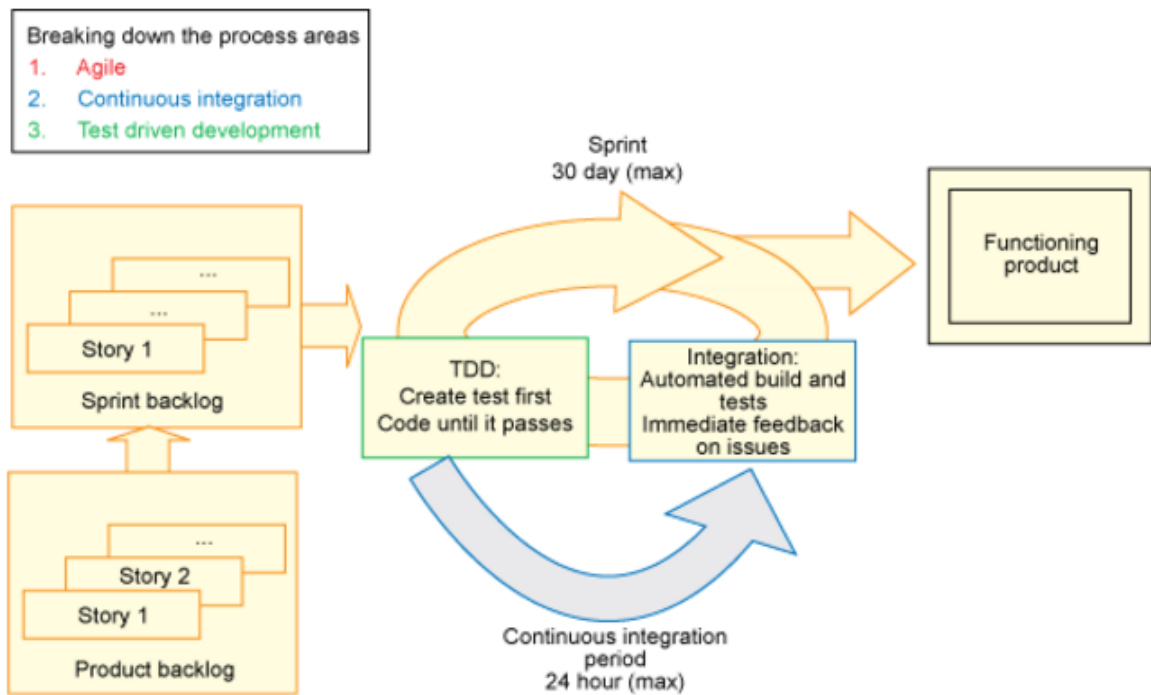 Breaking down the process areas
1. Agile
2. Continuous integration
3. Test driven development
Sprint
30 day (max)
Functioning
product
...
...
Story 1
Sprint backlog
TDD:
Create test first
Code until it passes
Integration:
Automated build and
tests
Immediate feedback
on issues
...
Story 2
Story 1
Product backlog
Continuous integration
period
24 hour (max)